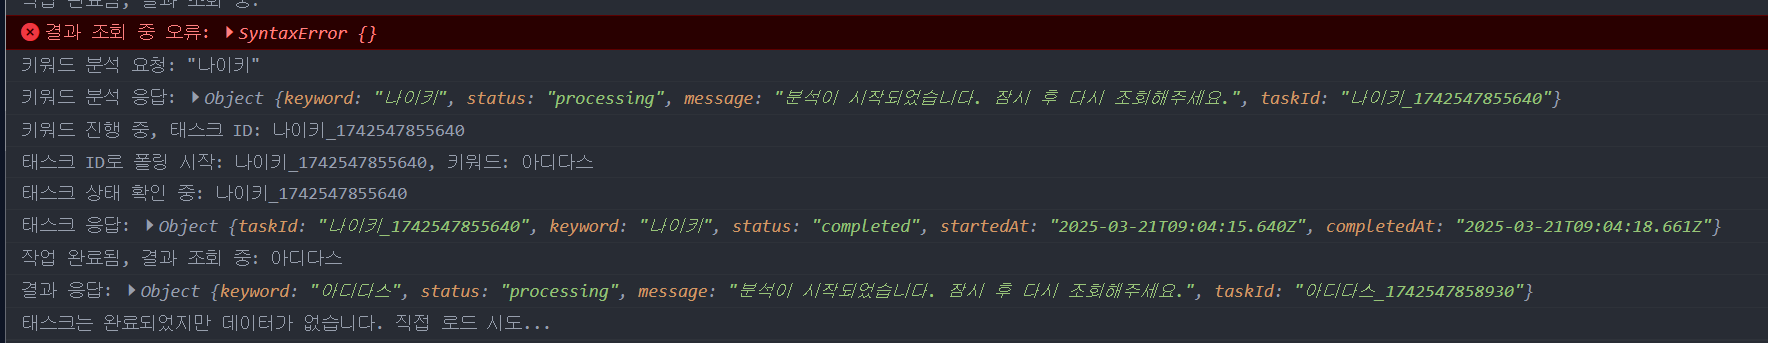 작업 완료됨, 결과 조회 중:
결과 조회 중 오류: ▶SyntaxError {}
키워드 분석 요청: "나이키"
키워드 분석 응답: ▶Object {keyword: "나이키", status: "processing", message: "분석이 시작되었습니다. 잠시 후 다시 조회해주세요.", taskId: "나이키_1742547855640"}
키워드 진행 중, 태스크 ID: 나이키_1742547855640
태스크 ID로 폴링 시작: 나이키_1742547855640, 키워드: 아디다스
태스크 상태 확인 중: 나이키_1742547855640
태스크 응답: ▶Object {taskId: "나이키_1742547855640", keyword: "나이키", status: "completed", startedAt: "2025-03-21T09:04:15.640Z", completedAt: "2025-03-21T09:04:18.661Z"}
작업 완료됨, 결과 조회 중: 아디다스
결과 응답: ▶Object {keyword: "아디다스", status: "processing", message: "분석이 시작되었습니다. 잠시 후 다시 조회해주세요.", taskId: "아디다스_1742547858930"}
태스크는 완료되었지만 데이터가 없습니다. 직접 로드 시도...